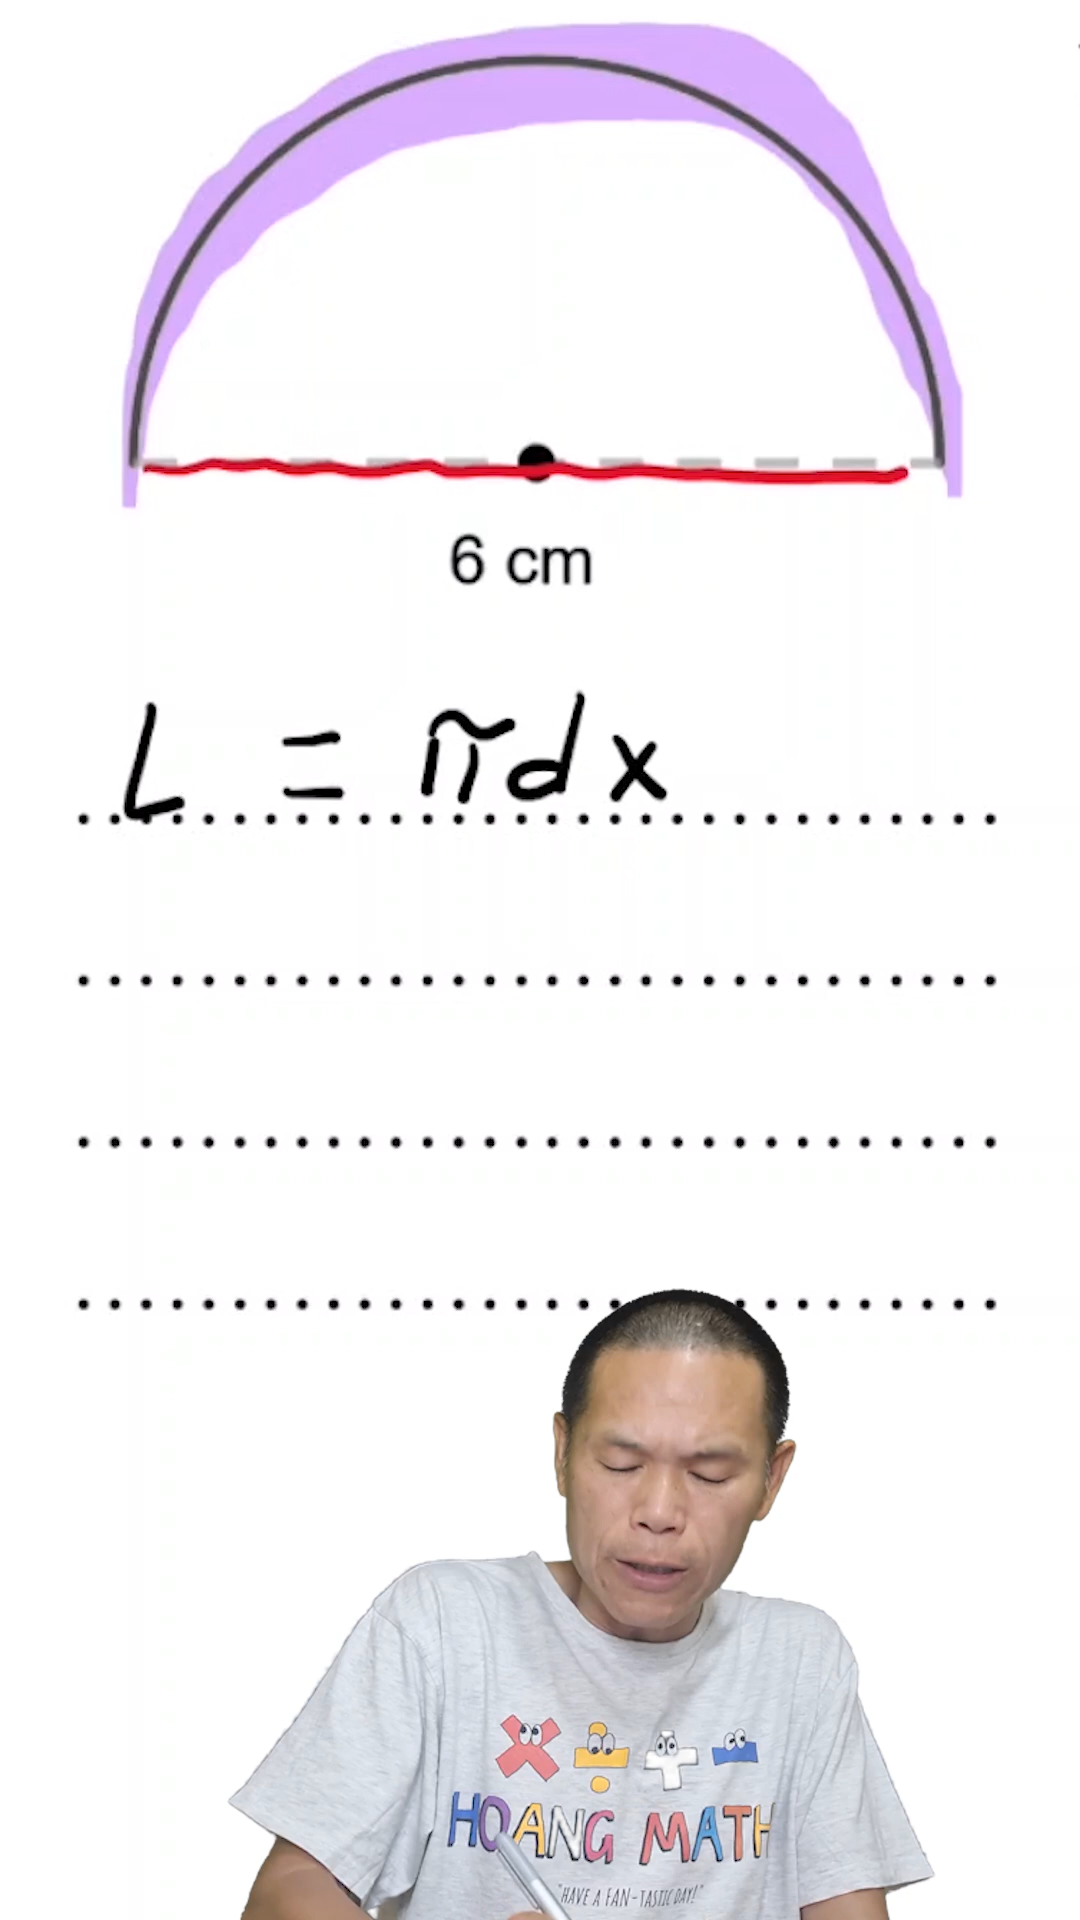 6 cm
L = πd x
HOANG MATH
"HAVE A FAN-TASTIC DAY!"